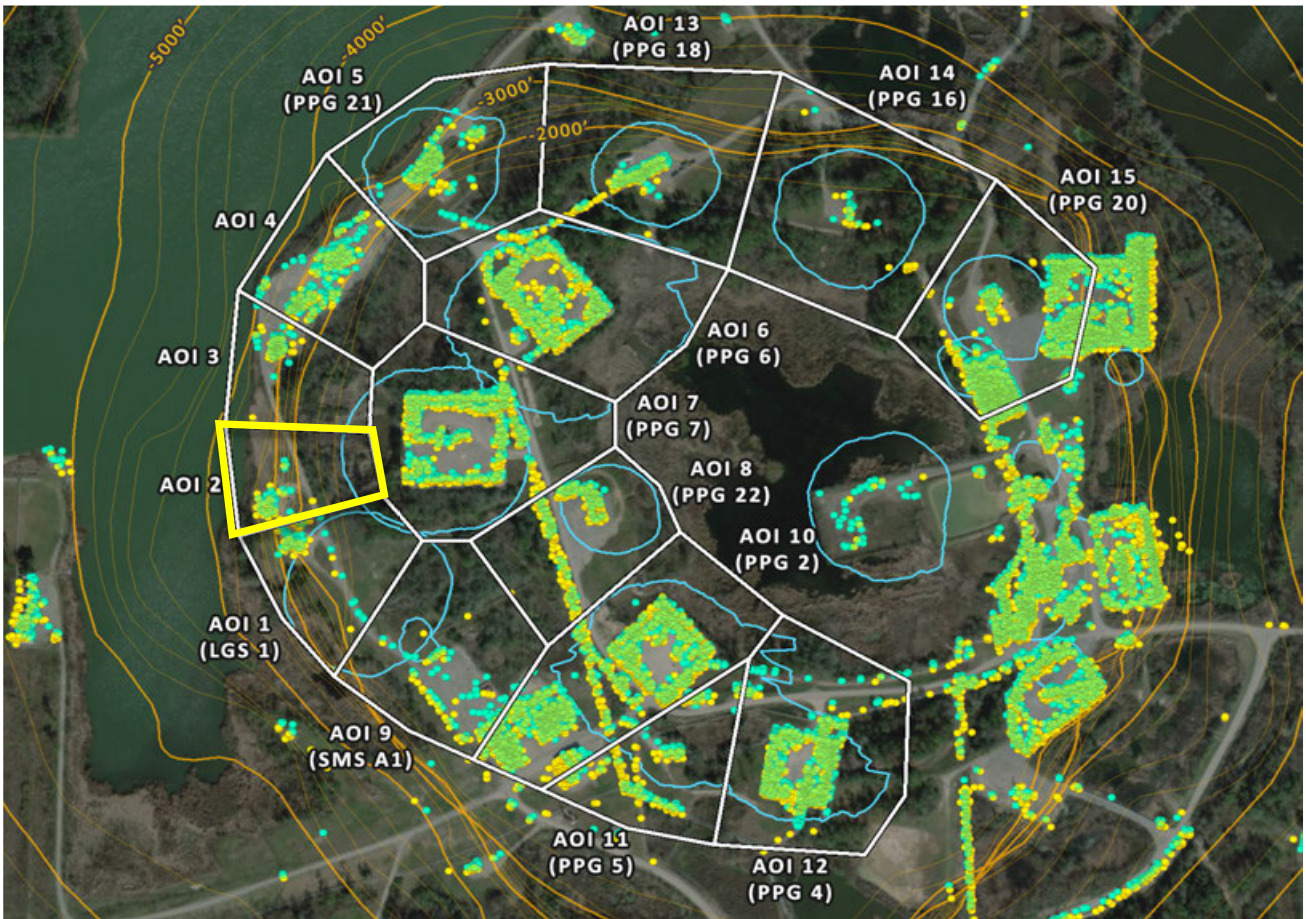 -5000'
-4000'
-3000'
-2000'
AOI 13
(PPG 18)
AOI 5
(PPG 21)
AOI 14
(PPG 16)
AOI 15
(PPG 20)
AOI 4
AOI 3
AOI 6
(PPG 6)
AOI 7
(PPG 7)
AOI 2
AOI 8
(PPG 22)
AOI 10
(PPG 2)
AOI 1
(LGS 1)
AOI 9
(SMS A1)
AOI 11
(PPG 5)
AOI 12
(PPG 4)